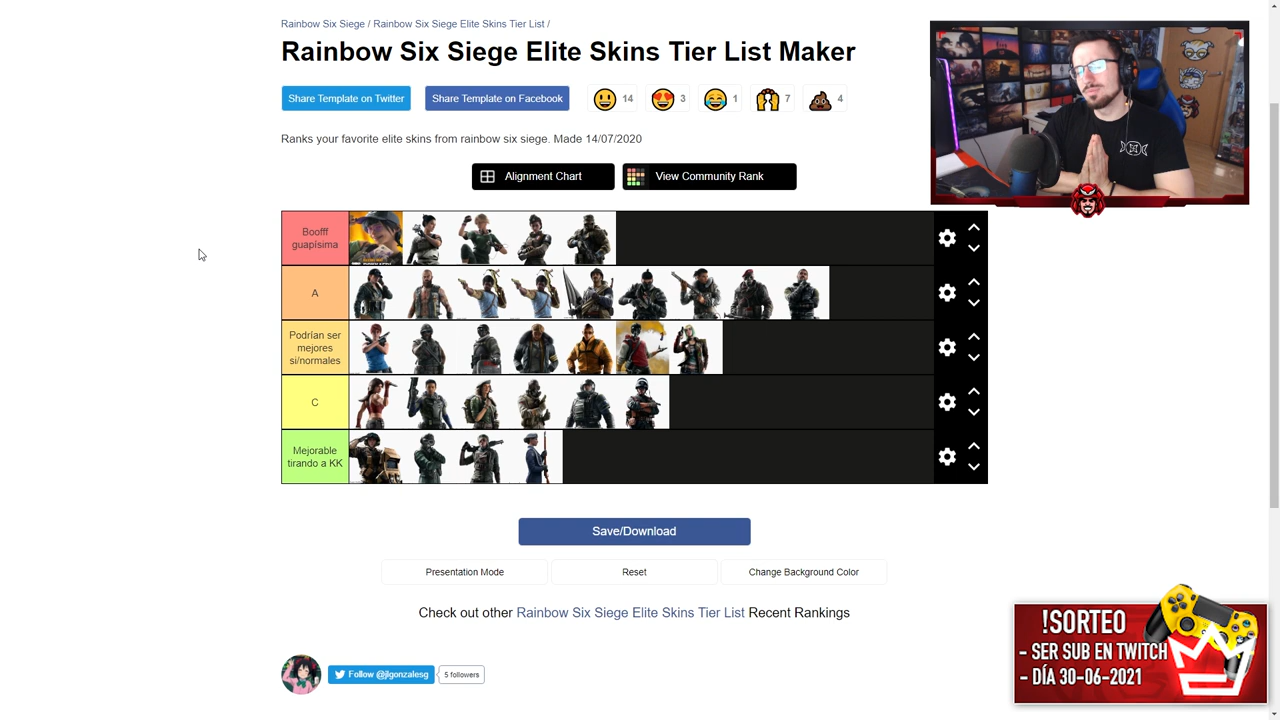 Rainbow Six Siege / Rainbow Six Siege Elite Skins Tier List /
Rainbow Six Siege Elite Skins Tier List Maker
Share Template on Twitter
Share Template on Facebook
14
3
1
7
4
Ranks your favorite elite skins from rainbow six siege. Made 14/07/2020
Alignment Chart
View Community Rank
Boofff
guapísima
A
Podrían ser
mejores
si/normales
C
Mejorable
tirando a KK
Save/Download
Presentation Mode
Reset
Change Background Color
Check out other Rainbow Six Siege Elite Skins Tier List Recent Rankings
Follow @jlgonzalesg
5 followers
!SORTEO
- SER SUB EN TWITCH
- DÍA 30-06-2021